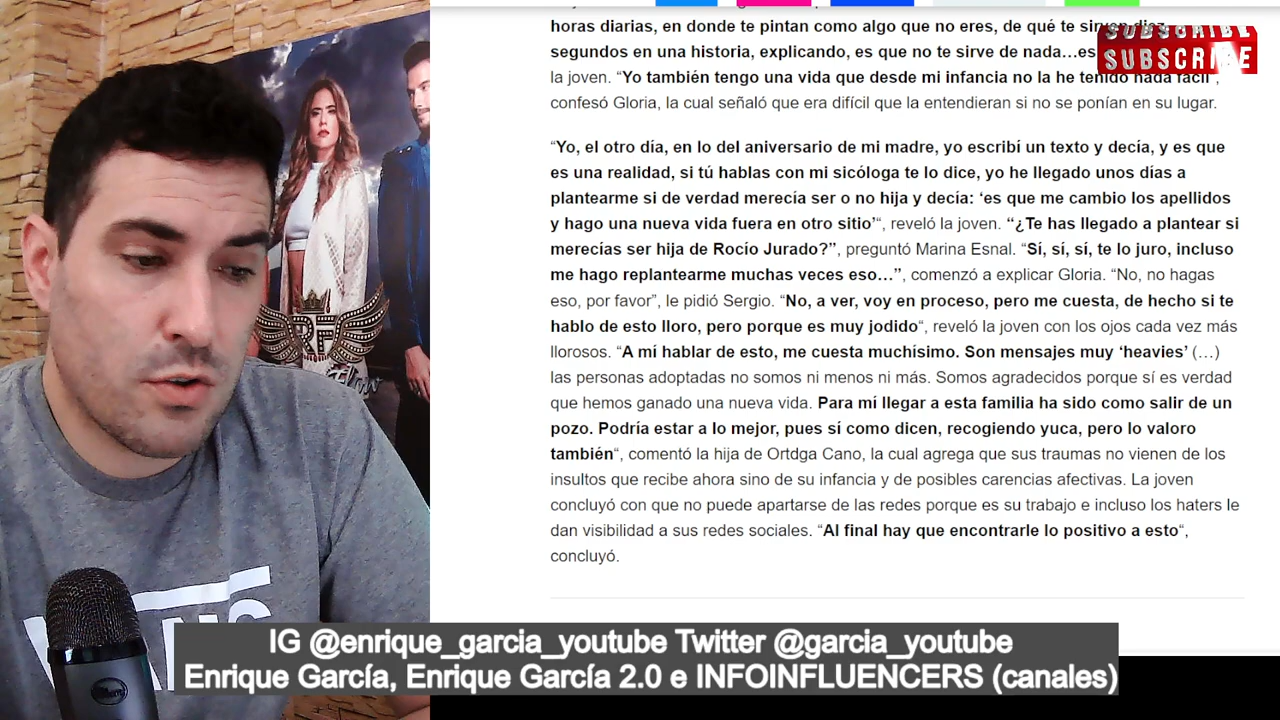 horas diarias, en donde te pintan como algo que no eres, de qué te sirven diez
segundos en una historia, explicando, es que no te sirve de nada…es
la joven. “Yo también tengo una vida que desde mi infancia no la he tenido nada fácil”,
confesó Gloria, la cual señaló que era difícil que la entendieran si no se ponían en su lugar.
“Yo, el otro día, en lo del aniversario de mi madre, yo escribí un texto y decía, y es que
es una realidad, si tú hablas con mi sicóloga te lo dice, yo he llegado unos días a
plantearme si de verdad merecía ser o no hija y decía: ‘es que me cambio los apellidos
y hago una nueva vida fuera en otro sitio’“, reveló la joven. “¿Te has llegado a plantear si
merecías ser hija de Rocío Jurado?”, preguntó Marina Esnal. “Sí, sí, sí, te lo juro, incluso
me hago replantearme muchas veces eso…”, comenzó a explicar Gloria. “No, no hagas
eso, por favor”, le pidió Sergio. “No, a ver, voy en proceso, pero me cuesta, de hecho si te
hablo de esto lloro, pero porque es muy jodido“, reveló la joven con los ojos cada vez más
llorosos. “A mí hablar de esto, me cuesta muchísimo. Son mensajes muy ‘heavies’ (…)
las personas adoptadas no somos ni menos ni más. Somos agradecidos porque sí es verdad
que hemos ganado una nueva vida. Para mí llegar a esta familia ha sido como salir de un
pozo. Podría estar a lo mejor, pues sí como dicen, recogiendo yuca, pero lo valoro
también“, comentó la hija de Ortdga Cano, la cual agrega que sus traumas no vienen de los
insultos que recibe ahora sino de su infancia y de posibles carencias afectivas. La joven
concluyó con que no puede apartarse de las redes porque es su trabajo e incluso los haters le
dan visibilidad a sus redes sociales. “Al final hay que encontrarle lo positivo a esto“,
concluyó.
SUBSCRIBE
SUBSCRIBE
RF
IG @enrique_garcia_youtube Twitter @garcia_youtube
Enrique García, Enrique García 2.0 e INFOINFLUENCERS (canales)